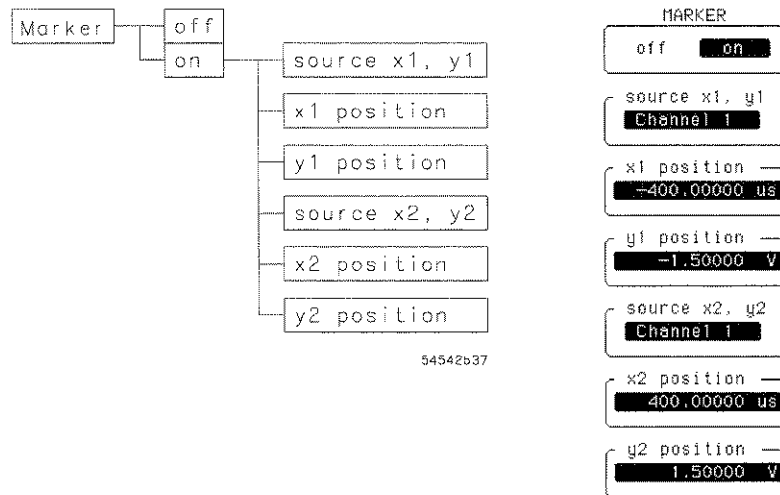 Marker
off
on
source x1, y1
x1 position
y1 position
source x2, y2
x2 position
y2 position
54542b37
MARKER
off on
source x1, y1
Channel 1
x1 position
-400.00000 us
y1 position
-1.50000 V
source x2, y2
Channel 1
x2 position
400.00000 us
y2 position
1.50000 V